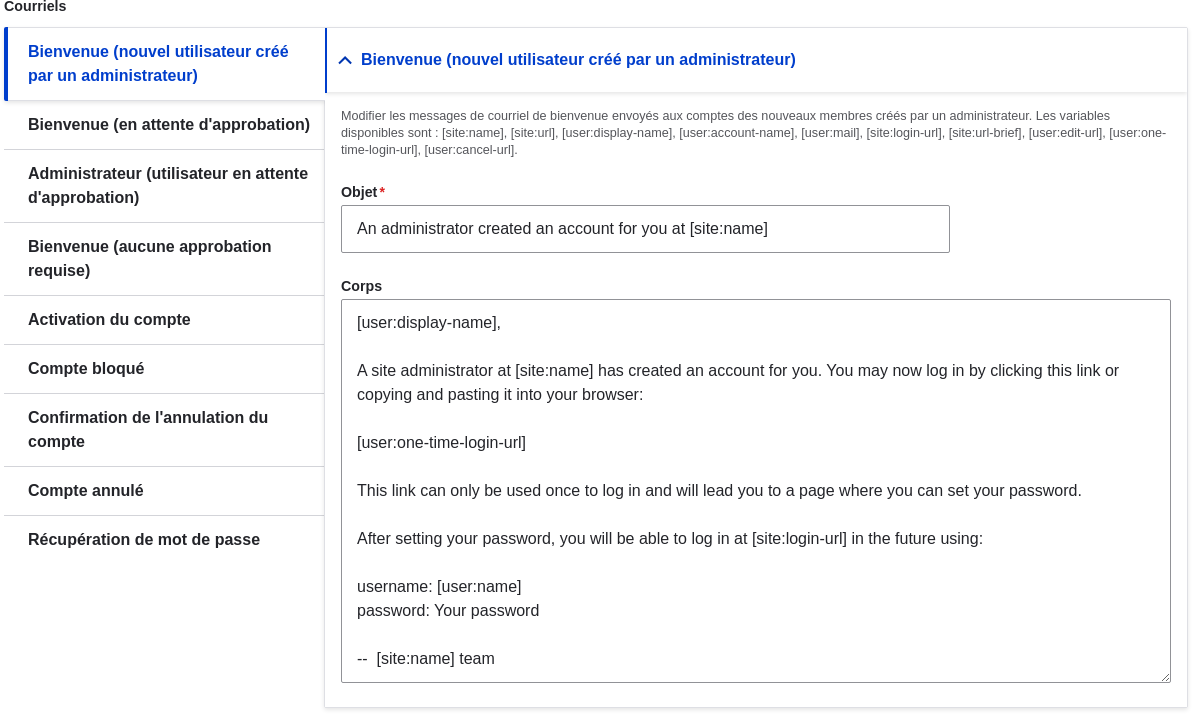 Courriels
Bienvenue (nouvel utilisateur créé
par un administrateur)
Bienvenue (en attente d'approbation)
Administrateur (utilisateur en attente
d'approbation)
Bienvenue (aucune approbation
requise)
Activation du compte
Compte bloqué
Confirmation de l'annulation du
compte
Compte annulé
Récupération de mot de passe
Bienvenue (nouvel utilisateur créé par un administrateur)
Modifier les messages de courriel de bienvenue envoyés aux comptes des nouveaux membres créés par un administrateur. Les variables
disponibles sont : [site:name], [site:url], [user:display-name], [user:account-name], [user:mail], [site:login-url], [site:url-brief], [user:edit-url], [user:one-
time-login-url], [user:cancel-url].
Objet*
An administrator created an account for you at [site:name]
Corps
[user:display-name],
A site administrator at [site:name] has created an account for you. You may now log in by clicking this link or
copying and pasting it into your browser:
[user:one-time-login-url]
This link can only be used once to log in and will lead you to a page where you can set your password.
After setting your password, you will be able to log in at [site:login-url] in the future using:
username: [user:name]
password: Your password
--  [site:name] team